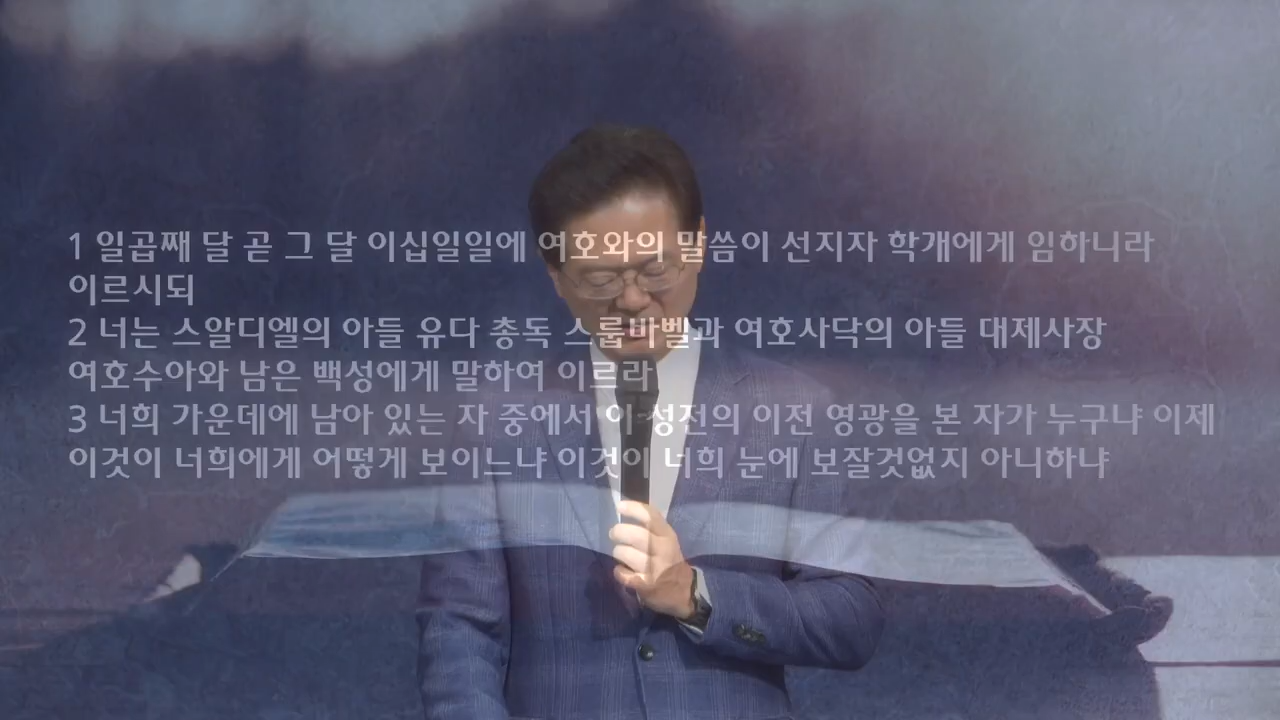 1 일곱째 달 곧 그 달 이십일일에 여호와의 말씀이 선지자 학개에게 임하니라
이르시되
2 너는 스알디엘의 아들 유다 총독 스룹바벨과 여호사닥의 아들 대제사장
여호수아와 남은 백성에게 말하여 이르라
3 너희 가운데에 남아 있는 자 중에서 이 성전의 이전 영광을 본 자가 누구냐 이제
이것이 너희에게 어떻게 보이느냐 이것이 너희 눈에 보잘것없지 아니하냐